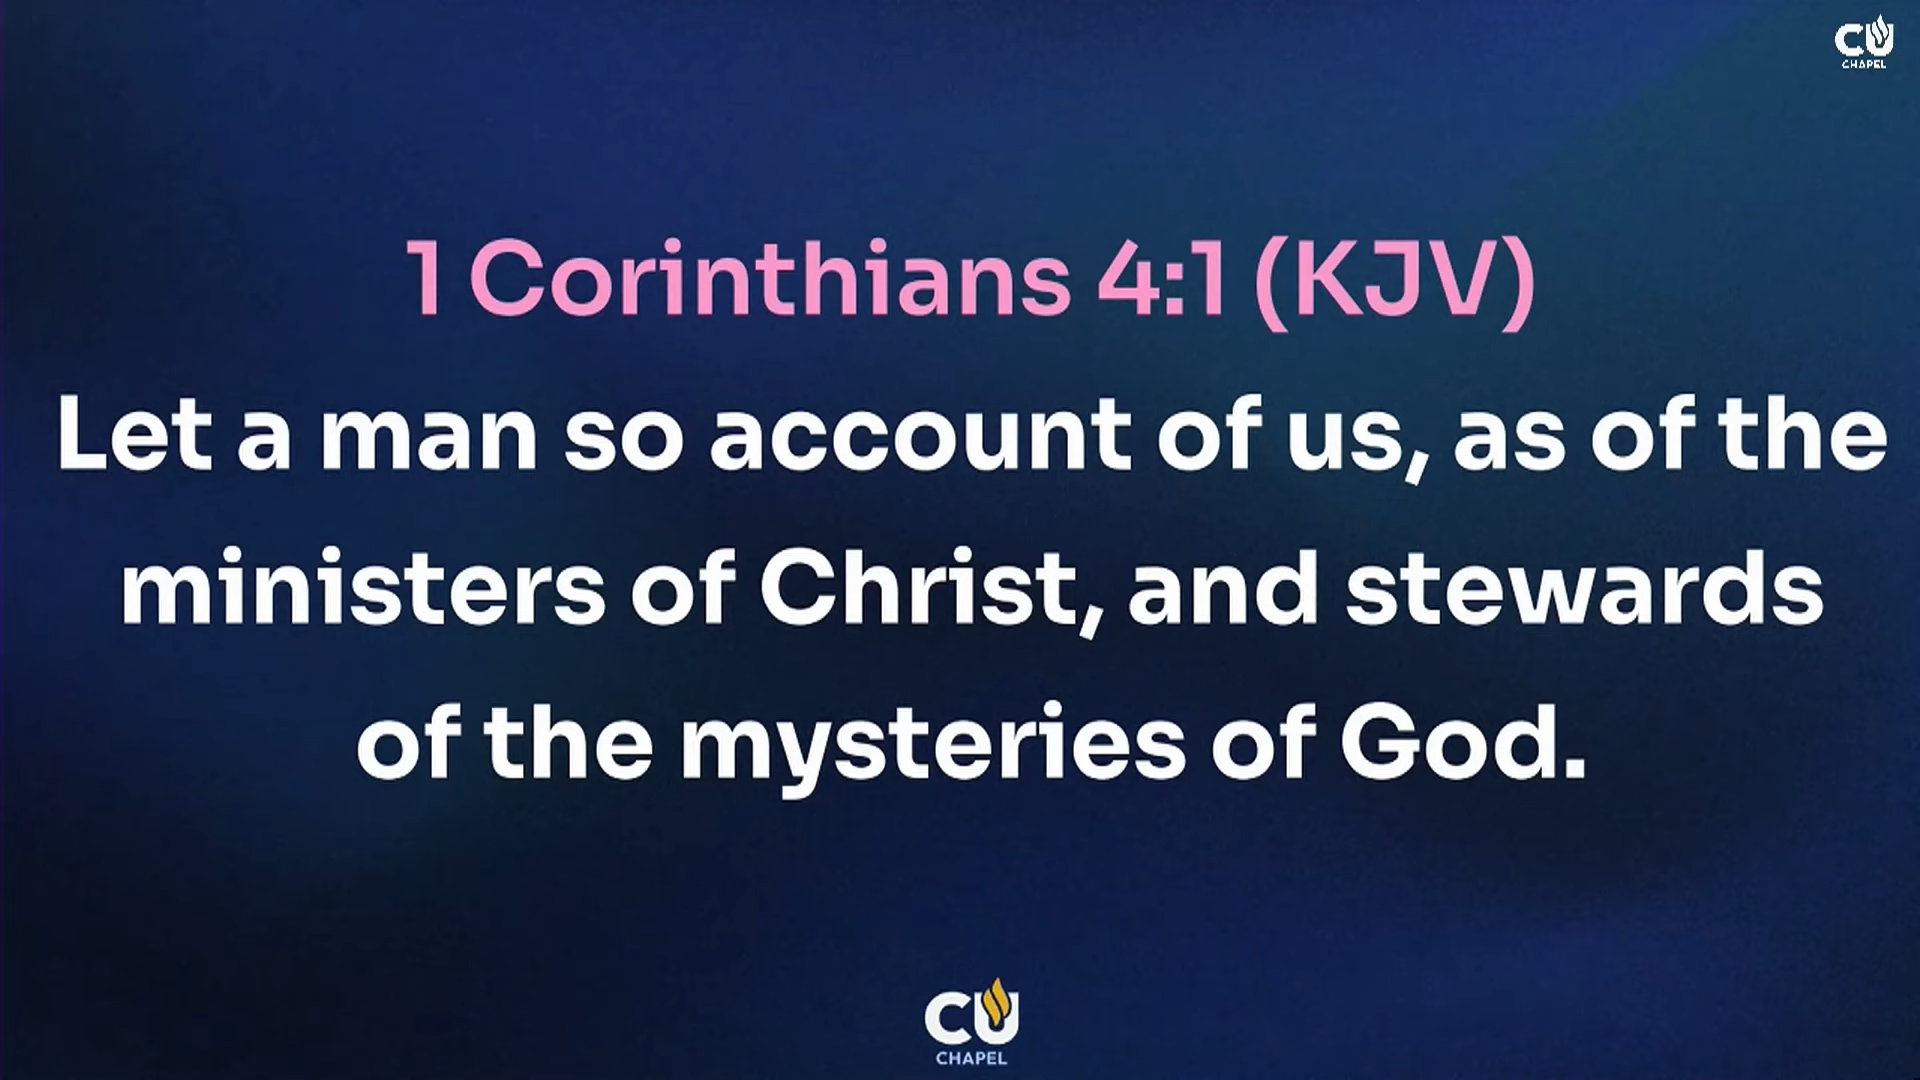 CU
CHAPEL
1 Corinthians 4:1 (KJV)
Let a man so account of us, as of the
ministers of Christ, and stewards
of the mysteries of God.
CU
CHAPEL